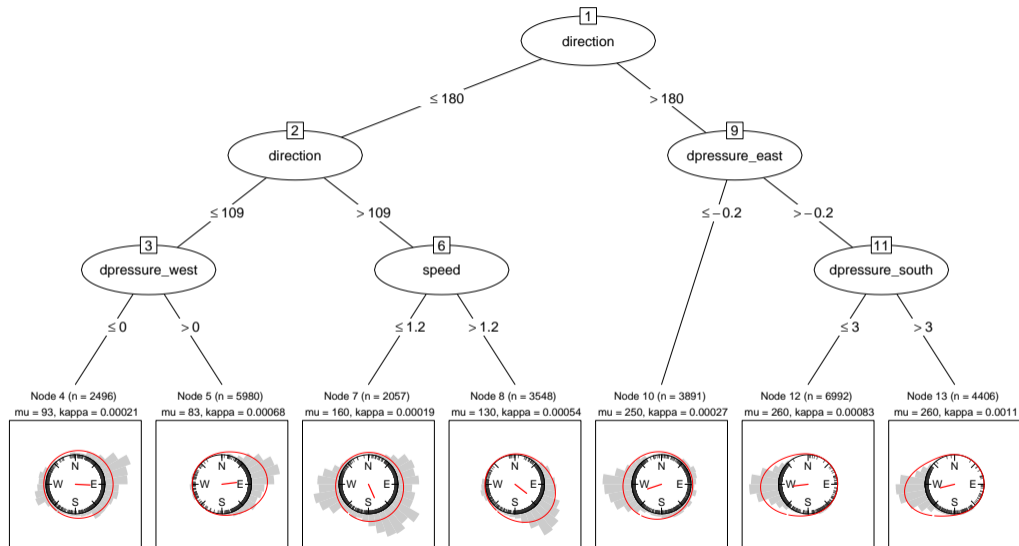 1
direction
≤ 180
> 180
2
direction
9
dpressure_east
≤ 109
> 109
≤ −0.2
> −0.2
3
dpressure_west
6
speed
11
dpressure_south
≤ 0
> 0
≤ 1.2
> 1.2
≤ 3
> 3
Node 4 (n = 2496)
mu = 93, kappa = 0.00021
Node 5 (n = 5980)
mu = 83, kappa = 0.00068
Node 7 (n = 2057)
mu = 160, kappa = 0.00019
Node 8 (n = 3548)
mu = 130, kappa = 0.00054
Node 10 (n = 3891)
mu = 250, kappa = 0.00027
Node 12 (n = 6992)
mu = 260, kappa = 0.00083
Node 13 (n = 4406)
mu = 260, kappa = 0.0011
N
W E
S
N
W E
S
N
W E
S
N
W E
S
N
W E
S
N
W E
S
N
W E
S